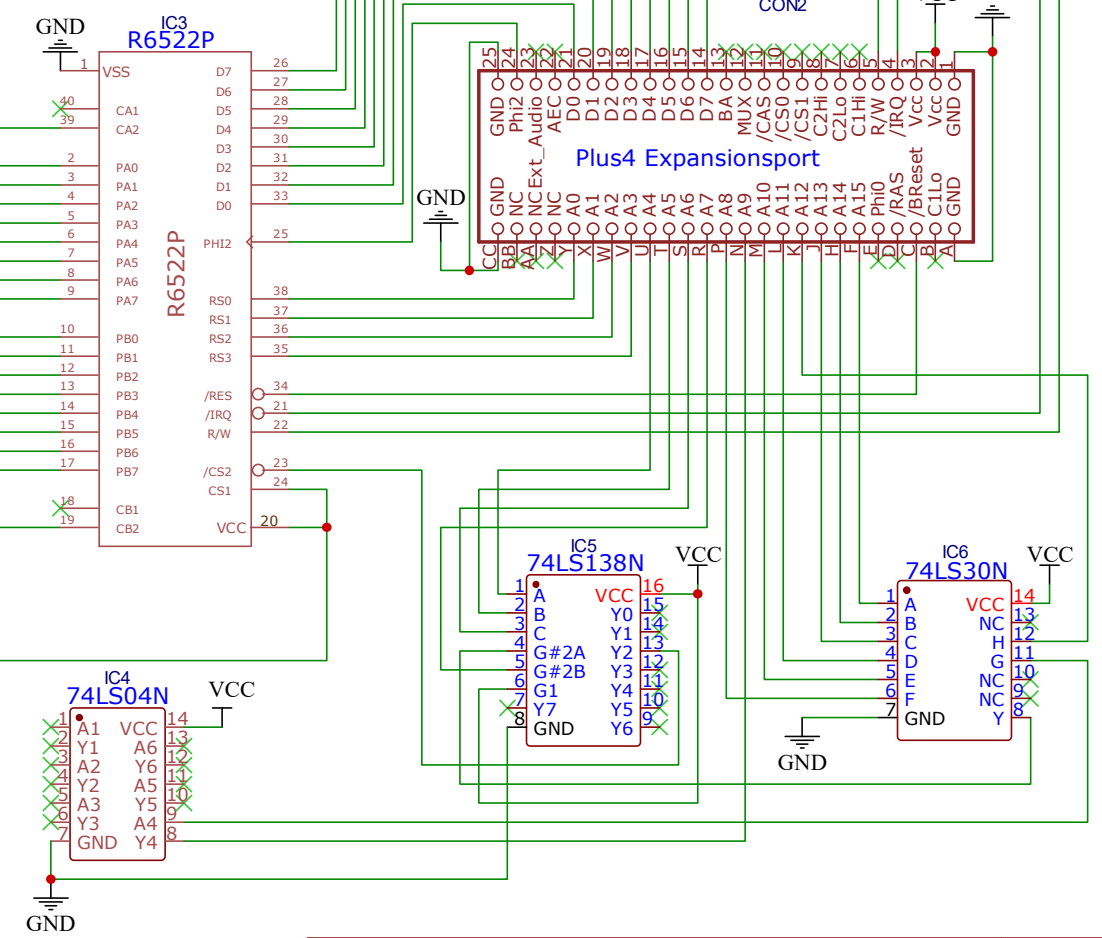 CON2
GND
IC3
R6522P
1 VSS
40 CA1
39 CA2
2 PA0
3 PA1
4 PA2
5 PA3
6 PA4
7 PA5
8 PA6
9 PA7
10 PB0
11 PB1
12 PB2
13 PB3
14 PB4
15 PB5
16 PB6
17 PB7
18 CB1
19 CB2
R6522P
D7 26
D6 27
D5 28
D4 29
D3 30
D2 31
D1 32
D0 33
PHI2 25
RS0 38
RS1 37
RS2 36
RS3 35
/RES 34
/IRQ 21
R/W 22
/CS2 23
CS1 24
VCC 20
25 24 23 22 21 20 19 18 17 16 15 14 13 12 11 10 9 8 7 6 5 4 3 2 1
GND Phi2 Ext_Audio AEC D0 D1 D2 D3 D4 D5 D6 D7 BA MUX /CAS /CS0 /CS1 C2Hi C2Lo C1Hi R/W /IRQ Vcc Vcc GND
Plus4 Expansionsport
GND NC NC NC A0 A1 A2 A3 A4 A5 A6 A7 A8 A9 A10 A11 A12 A13 A14 A15 Phi0 /RAS /BReset C1Lo GND
CC BB AA Z Y X W V U T S R P N M L K J H F E D C B A
GND
IC5
74LS138N
VCC
1 A
2 B
3 C
4 G#2A
5 G#2B
6 G1
7 Y7
8 GND
VCC 16
Y0 15
Y1 14
Y2 13
Y3 12
Y4 11
Y5 10
Y6 9
IC6
74LS30N
VCC
1 A
2 B
3 C
4 D
5 E
6 F
7 GND
VCC 14
NC 13
H 12
G 11
NC 10
NC 9
Y 8
GND
IC4
74LS04N
VCC
1 A1
2 Y1
3 A2
4 Y2
5 A3
6 Y3
7 GND
VCC 14
A6 13
Y6 12
A5 11
Y5 10
A4 9
Y4 8
GND